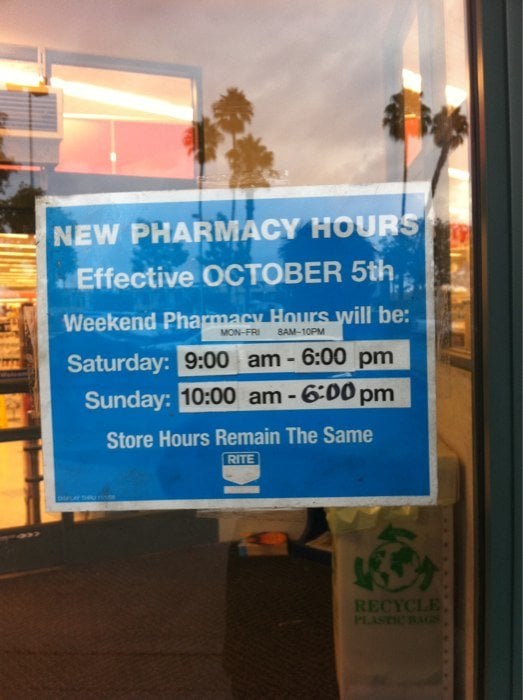 NEW PHARMACY HOURS
Effective OCTOBER 5th
Weekend Pharmacy Hours will be:
MON-FRI 8AM-10PM
Saturday: 9:00 am - 6:00 pm
Sunday: 10:00 am - 6:00 pm
Store Hours Remain The Same
RITE
DISPLAY THRU
RECYCLE
PLASTIC BAGS